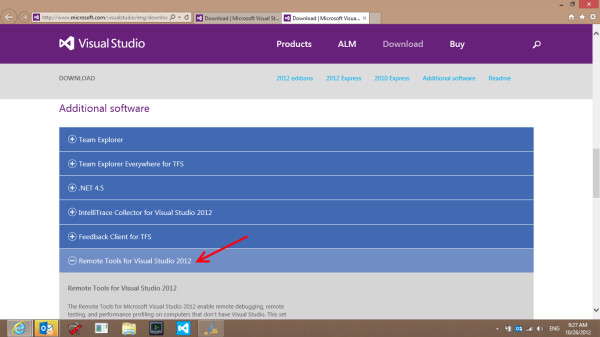 http://www.microsoft.com/visualstudio/eng/downloa
Download | Microsoft Visual St...
Download | Microsoft Visua...
Visual Studio
Products
ALM
Download
Buy
DOWNLOAD
2012 editions
2012 Express
2010 Express
Additional software
Readme
Additional software
Team Explorer
Team Explorer Everywhere for TFS
.NET 4.5
IntelliTrace Collector for Visual Studio 2012
Feedback Client for TFS
Remote Tools for Visual Studio 2012
Remote Tools for Visual Studio 2012
The Remote Tools for Microsoft Visual Studio 2012 enable remote debugging, remote
testing, and performance profiling on computers that don't have Visual Studio. This set
ENG
9:27 AM
10/26/2012